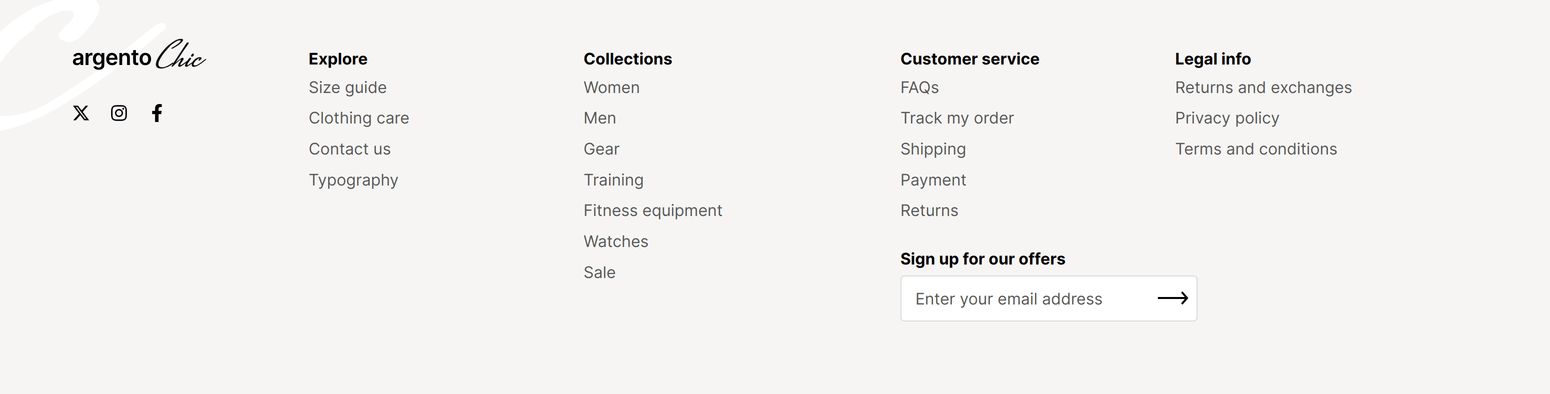 argento Chic
Explore
Size guide
Clothing care
Contact us
Typography
Collections
Women
Men
Gear
Training
Fitness equipment
Watches
Sale
Customer service
FAQs
Track my order
Shipping
Payment
Returns
Sign up for our offers
Enter your email address
Legal info
Returns and exchanges
Privacy policy
Terms and conditions